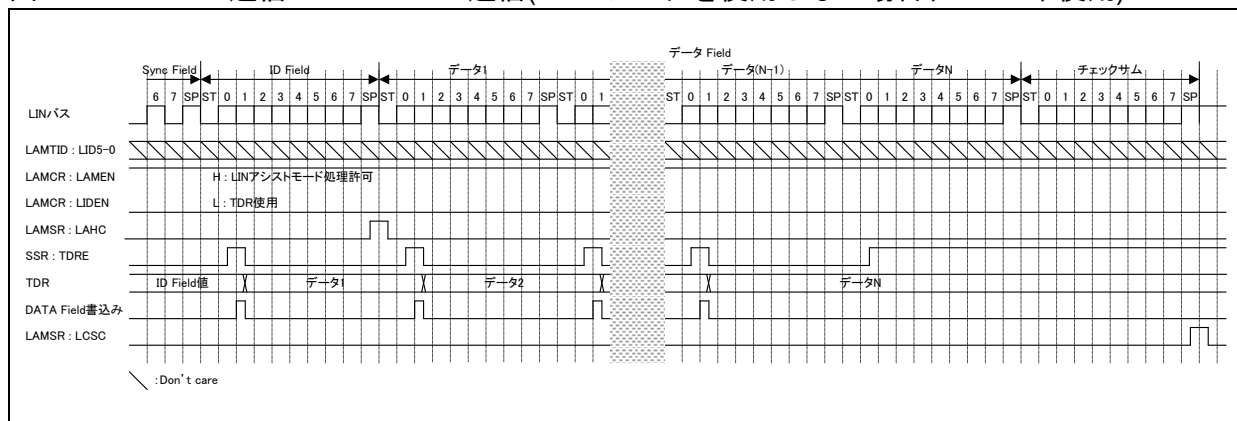 データ Field
Sync Field ID Field データ1 データ(N-1) データN チェックサム
6 7 SP ST 0 1 2 3 4 5 6 7 SP ST 0 1 2 3 4 5 6 7 SP ST 0 1 ST 0 1 2 3 4 5 6 7 SP ST 0 1 2 3 4 5 6 7 SP ST 0 1 2 3 4 5 6 7 SP
LINバス
LAMTID : LID5-0
LAMCR : LAMEN H : LINアシストモード処理許可
LAMCR : LIDEN L : TDR使用
LAMSR : LAHC
SSR : TDRE
TDR ID Field値 データ1 データ2 データN
DATA Field書込み
LAMSR : LCSC
:Don't care